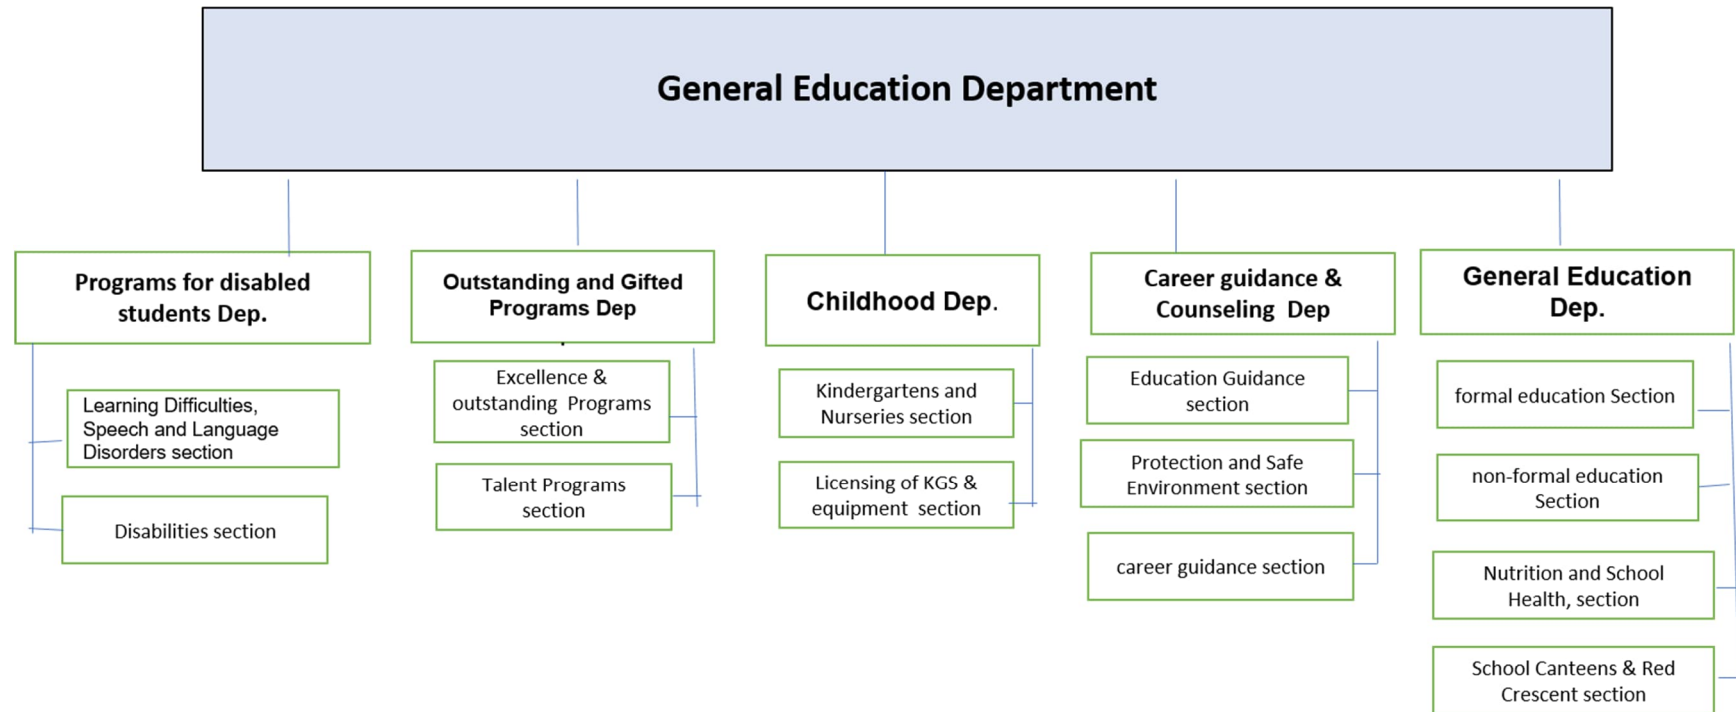 General Education Department
Programs for disabled
students Dep.
Learning Difficulties,
Speech and Language
Disorders section
Disabilities section
Outstanding and Gifted
Programs Dep
.
Excellence &
outstanding Programs
section
Talent Programs
section
Childhood Dep.
Kindergartens and
Nurseries section
Licensing of KGS &
equipment section
Career guidance &
Counseling Dep
Education Guidance
section
Protection and Safe
Environment section
career guidance section
General Education
Dep.
formal education Section
non-formal education
Section
Nutrition and School
Health, section
School Canteens & Red
Crescent section